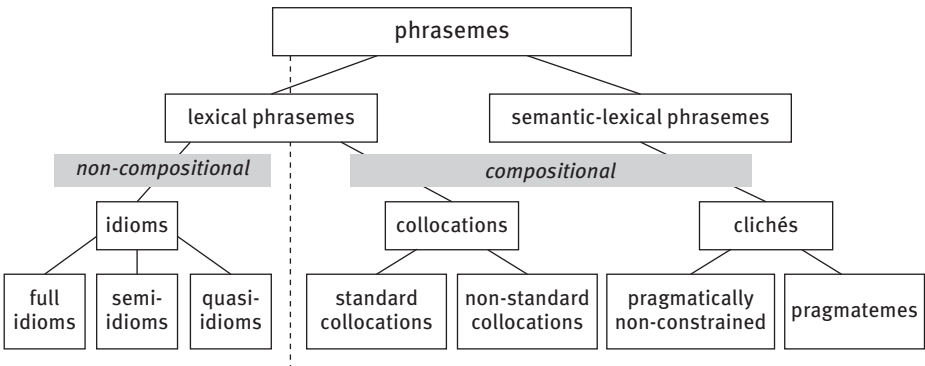 phrasemes
lexical phrasemes
semantic-lexical phrasemes
non-compositional
compositional
idioms
collocations
clichés
full
idioms
semi-
idioms
quasi-
idioms
standard
collocations
non-standard
collocations
pragmatically
non-constrained
pragmatemes